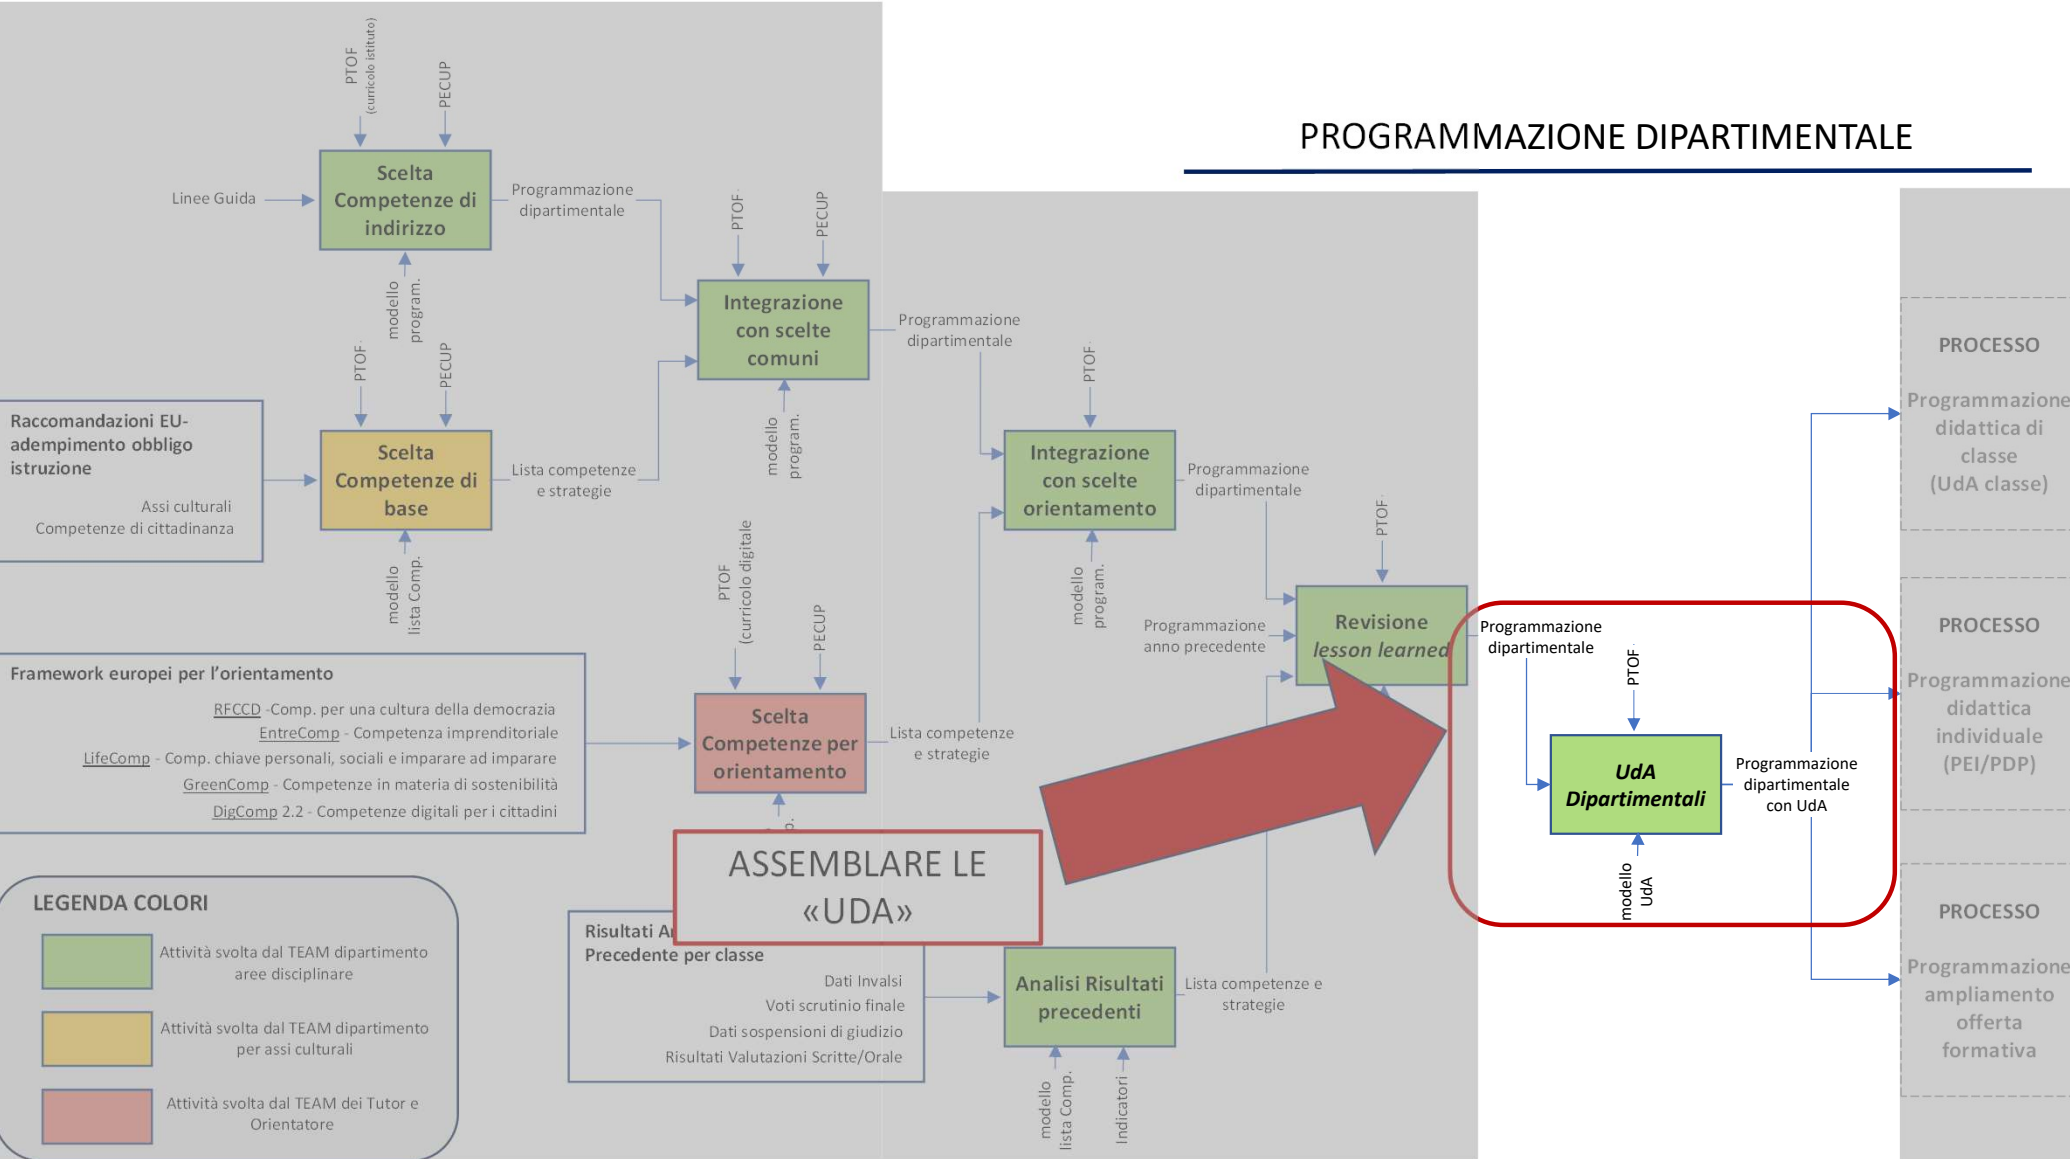 PROGRAMMAZIONE DIPARTIMENTALE
PTOF
(curricolo istituto)
PECUP
Linee Guida
Scelta
Competenze di
indirizzo
Programmazione
dipartimentale
modello
program.
PTOF
PECUP
Integrazione
con scelte
comuni
Programmazione
dipartimentale
modello
program.
PTOF
PECUP
Raccomandazioni EU-
adempimento obbligo
istruzione
Assi culturali
Competenze di cittadinanza
Scelta
Competenze di
base
Lista competenze
e strategie
modello
lista Comp.
PTOF
Integrazione
con scelte
orientamento
Programmazione
dipartimentale
modello
program.
PTOF
(curricolo digitale
PECUP
Framework europei per l'orientamento
RFCCD -Comp. per una cultura della democrazia
EntreComp - Competenza imprenditoriale
LifeComp - Comp. chiave personali, sociali e imparare ad imparare
GreenComp - Competenze in materia di sostenibilità
DigComp 2.2 - Competenze digitali per i cittadini
Scelta
Competenze per
orientamento
Lista competenze
e strategie
p.
PTOF
Programmazione
anno precedente
Revisione
lesson learned
Programmazione
dipartimentale
PTOF
UdA
Dipartimentali
modello
UdA
Programmazione
dipartimentale
con UdA
ASSEMBLARE LE
«UDA»
Risultati A
Precedente per classe
Dati Invalsi
Voti scrutinio finale
Dati sospensioni di giudizio
Risultati Valutazioni Scritte/Orale
Analisi Risultati
precedenti
Lista competenze e
strategie
modello
lista Comp.
Indicatori
LEGENDA COLORI
Attività svolta dal TEAM dipartimento
aree disciplinare
Attività svolta dal TEAM dipartimento
per assi culturali
Attività svolta dal TEAM dei Tutor e
Orientatore
PROCESSO
Programmazione
didattica di
classe
(UdA classe)
PROCESSO
Programmazione
didattica
individuale
(PEI/PDP)
PROCESSO
Programmazione
ampliamento
offerta
formativa